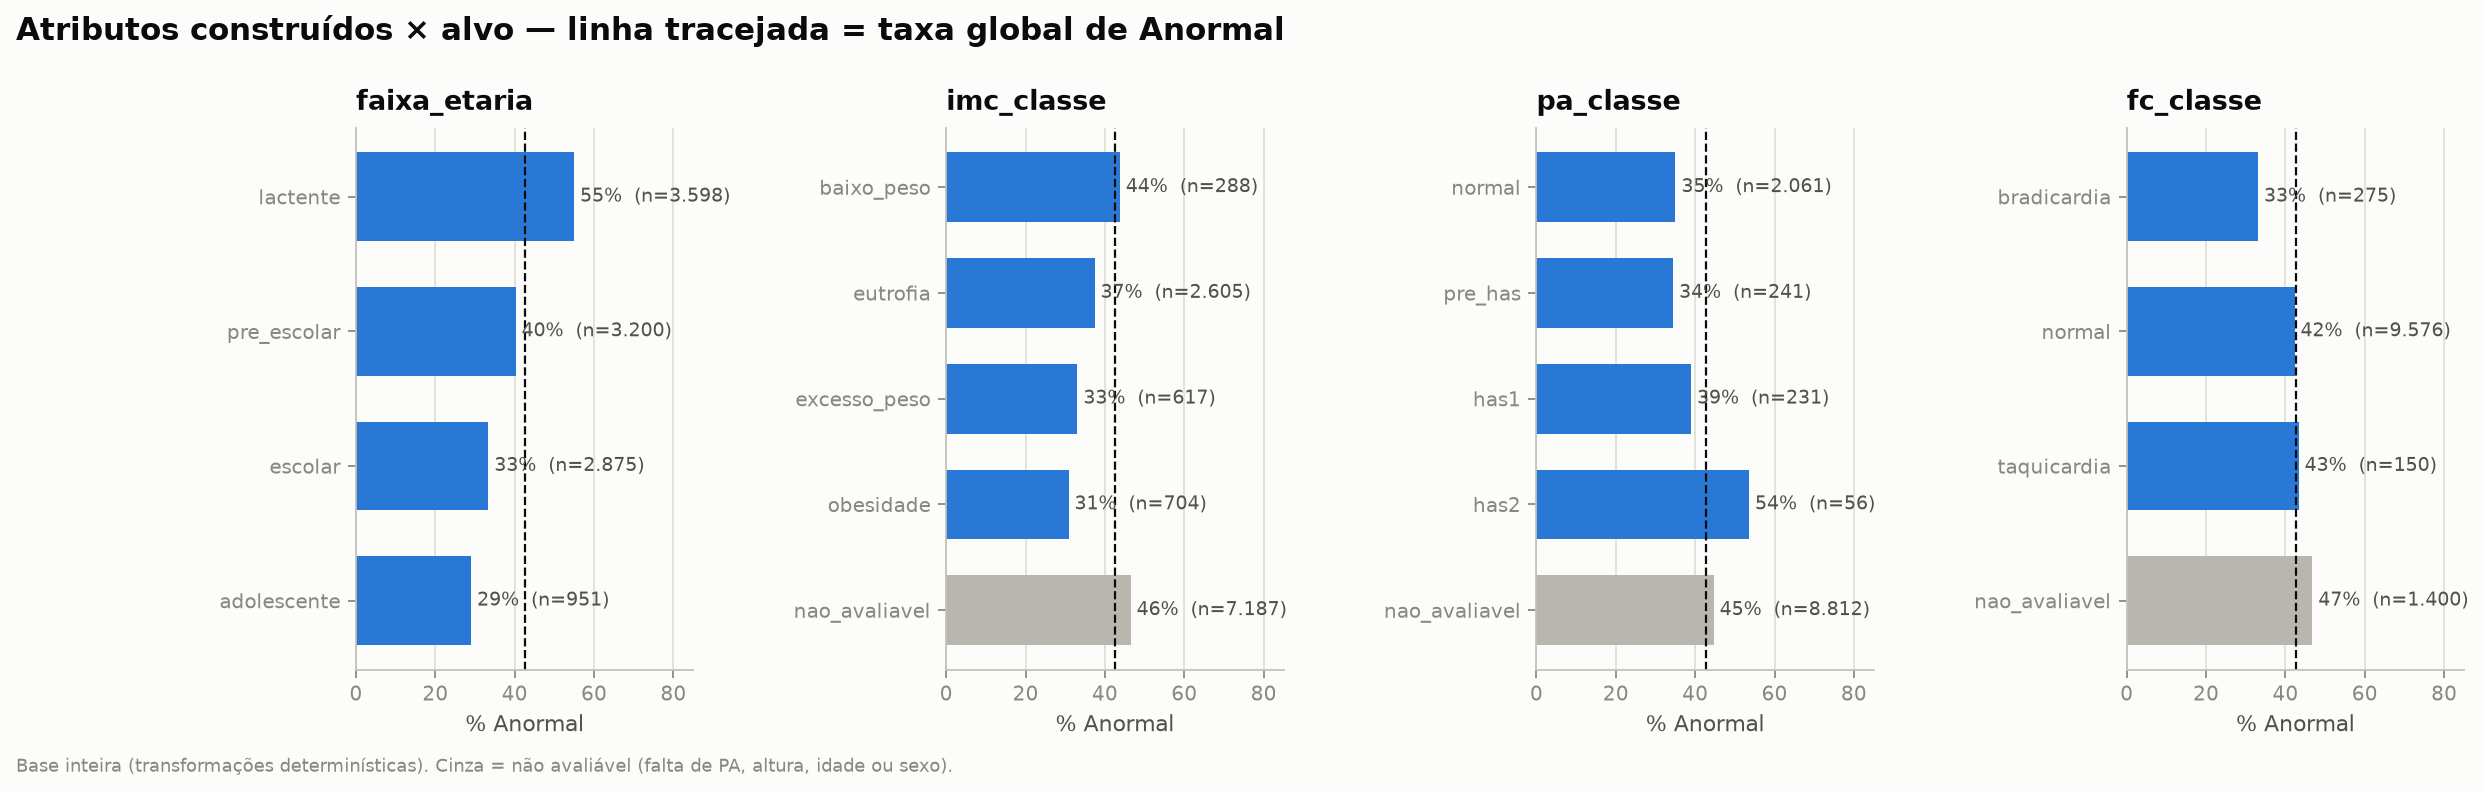 Atributos construídos × alvo — linha tracejada = taxa global de Anormal
faixa_etaria
lactente
55% (n=3.598)
pre_escolar
40% (n=3.200)
escolar
33% (n=2.875)
adolescente
29% (n=951)
0 20 40 60 80
% Anormal
imc_classe
baixo_peso
44% (n=288)
eutrofia
37% (n=2.605)
excesso_peso
33% (n=617)
obesidade
31% (n=704)
nao_avaliavel
46% (n=7.187)
0 20 40 60 80
% Anormal
pa_classe
normal
35% (n=2.061)
pre_has
34% (n=241)
has1
39% (n=231)
has2
54% (n=56)
nao_avaliavel
45% (n=8.812)
0 20 40 60 80
% Anormal
fc_classe
bradicardia
33% (n=275)
normal
42% (n=9.576)
taquicardia
43% (n=150)
nao_avaliavel
47% (n=1.400)
0 20 40 60 80
% Anormal
Base inteira (transformações determinísticas). Cinza = não avaliável (falta de PA, altura, idade ou sexo).